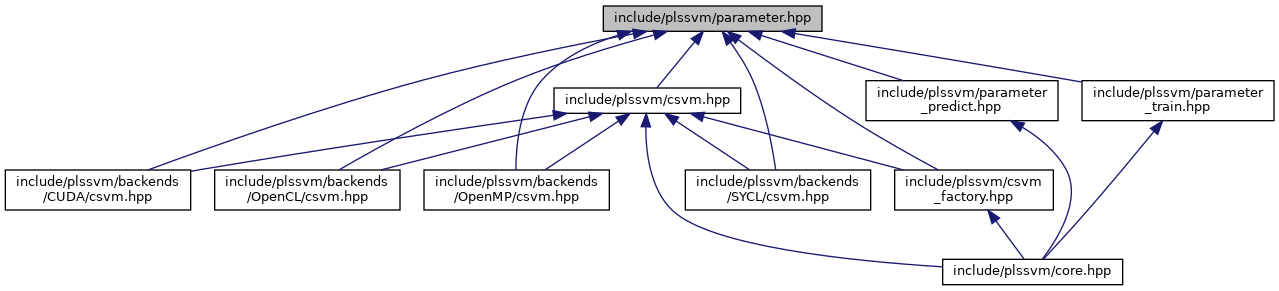 include/plssvm/parameter.hpp
include/plssvm/csvm.hpp
include/plssvm/parameter
_predict.hpp
include/plssvm/parameter
_train.hpp
include/plssvm/backends
/CUDA/csvm.hpp
include/plssvm/backends
/OpenCL/csvm.hpp
include/plssvm/backends
/OpenMP/csvm.hpp
include/plssvm/backends
/SYCL/csvm.hpp
include/plssvm/csvm
_factory.hpp
include/plssvm/core.hpp